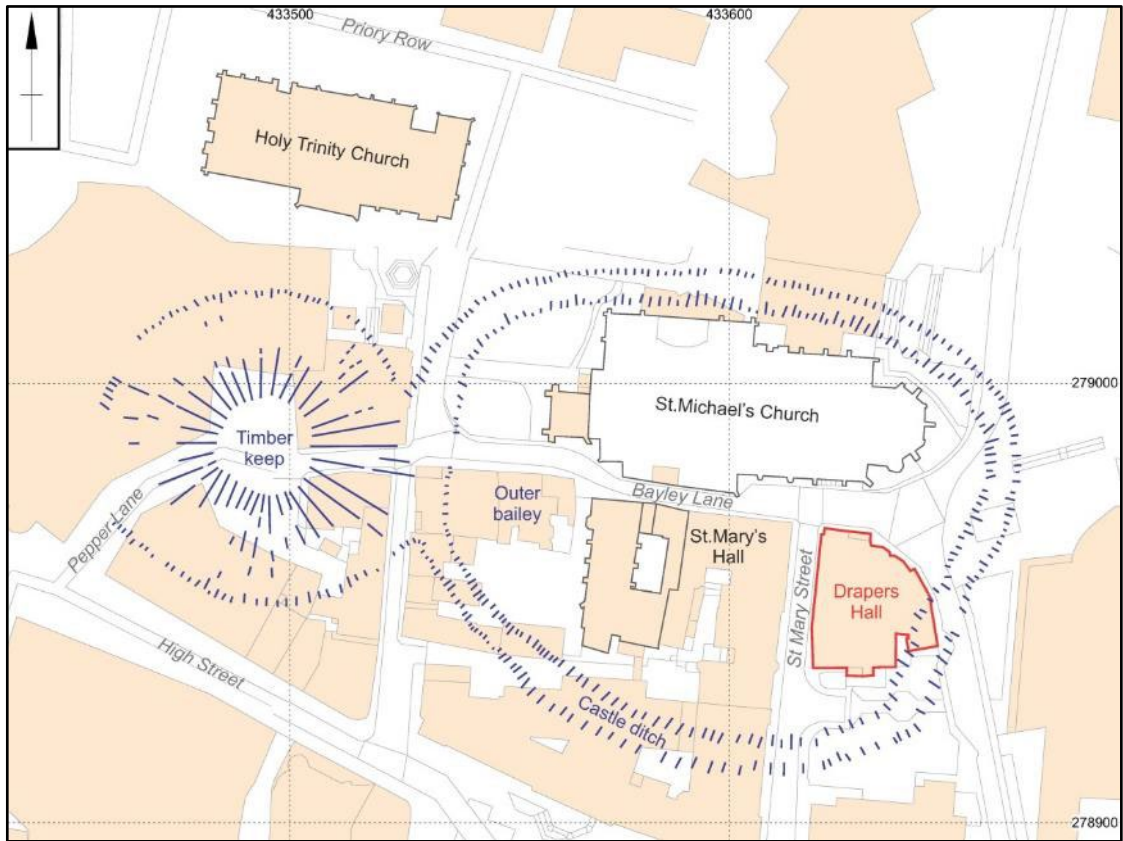 433500
433600
Priory Row
Holy Trinity Church
279000
St.Michael's Church
Timber
keep
Outer
bailey
Bayley Lane
Pepper Lane
St.Mary's
Hall
St Mary Street
Drapers
Hall
High Street
Castle ditch
278900